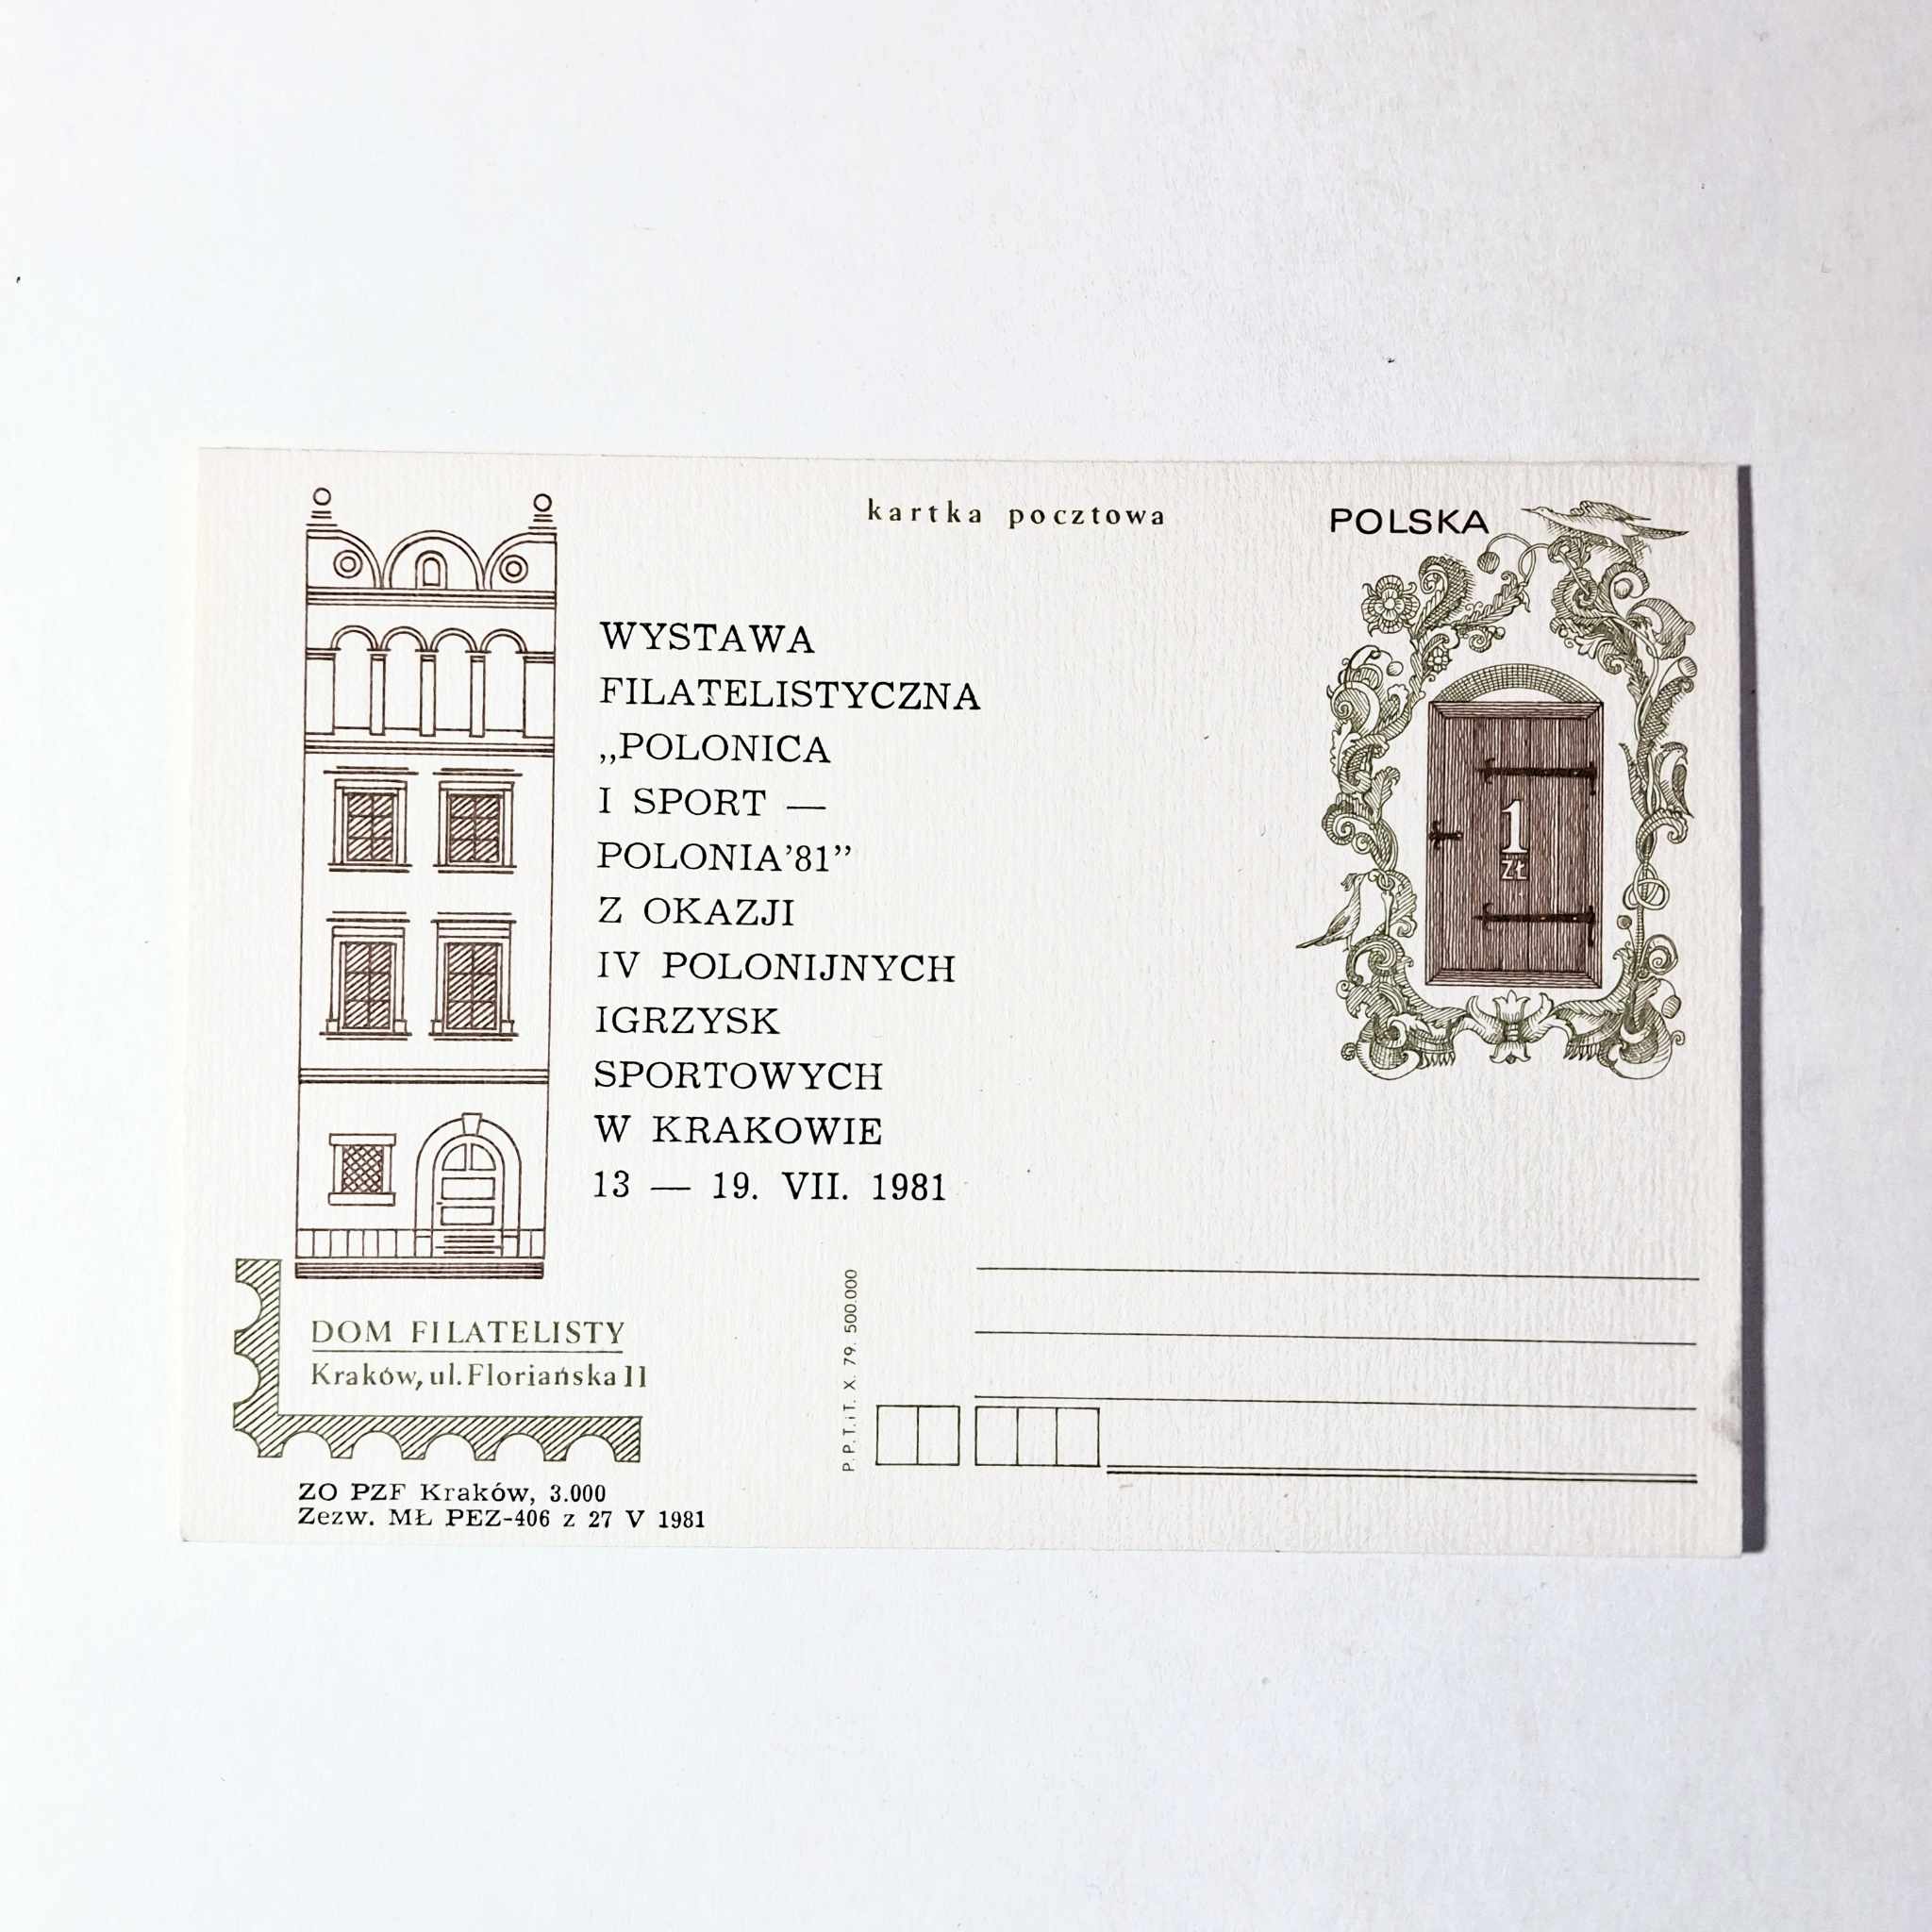 kartka pocztowa
POLSKA
WYSTAWA
FILATELISTYCZNA
„POLONICA
I SPORT —
POLONIA’81”
Z OKAZJI
IV POLONIJNYCH
IGRZYSK
SPORTOWYCH
W KRAKOWIE
13 — 19. VII. 1981
1
ZŁ
DOM FILATELISTY
Kraków, ul. Floriańska 11
ZO PZF Kraków, 3.000
Zezw. MŁ PEZ-406 z 27 V 1981
P.P.T.iT. X. 79. 500.000